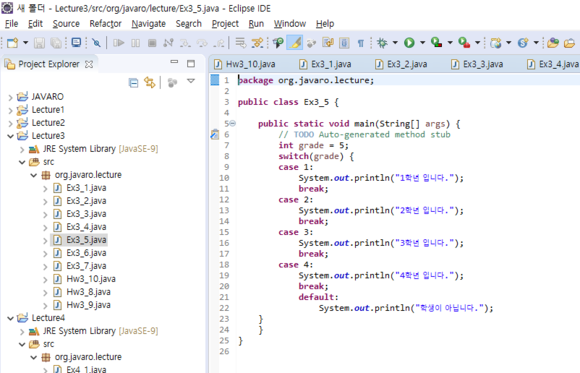 새 폴더 - Lecture3/src/org/javaro/lecture/Ex3_5.java - Eclipse IDE
File Edit Source Refactor Navigate Search Project Run Window Help
Project Explorer
Hw3_10.java Ex3_1.java Ex3_2.java Ex3_3.java Ex3_4.java
JAVARO
Lecture1
Lecture2
Lecture3
JRE System Library [JavaSE-9]
src
org.javaro.lecture
Ex3_1.java
Ex3_2.java
Ex3_3.java
Ex3_4.java
Ex3_5.java
Ex3_6.java
Ex3_7.java
Hw3_10.java
Hw3_8.java
Hw3_9.java
Lecture4
JRE System Library [JavaSE-9]
src
org.javaro.lecture
Ex4_1.java
1 package org.javaro.lecture;
2
3 public class Ex3_5 {
4
5 public static void main(String[] args) {
6 // TODO Auto-generated method stub
7 int grade = 5;
8 switch(grade) {
9 case 1:
10 System.out.println("1학년 입니다.");
11 break;
12 case 2:
13 System.out.println("2학년 입니다.");
14 break;
15 case 3:
16 System.out.println("3학년 입니다.");
17 break;
18 case 4:
19 System.out.println("4학년 입니다.");
20 break;
21 default:
22 System.out.println("학생이 아닙니다.");
23 }
24 }
25 }
26